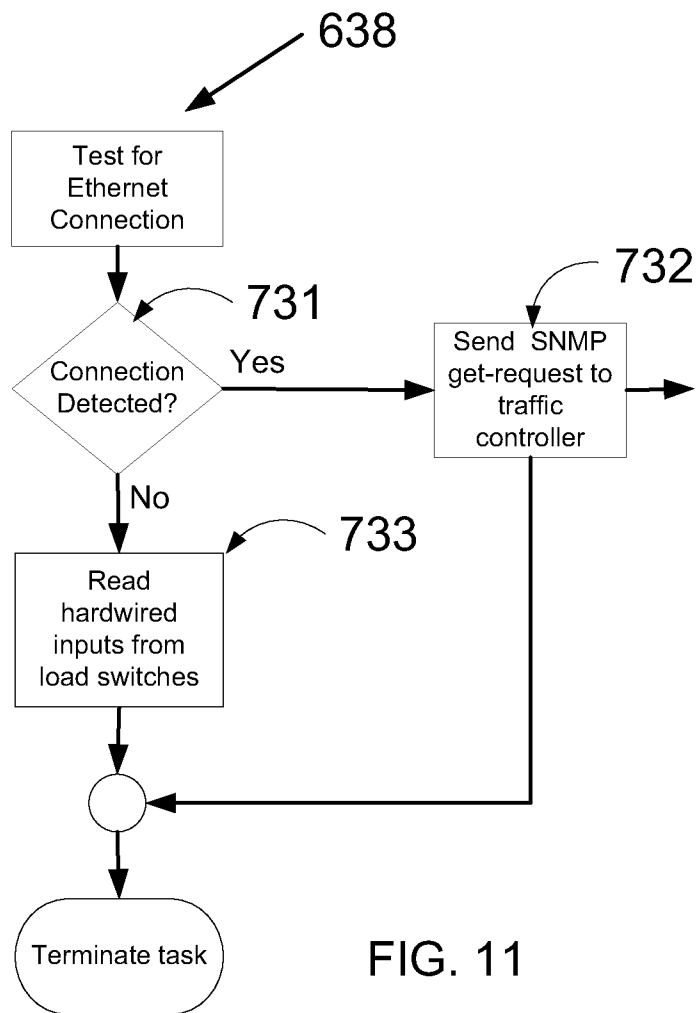 638
Test for
Ethernet
Connection
731
732
Connection
Detected?
Yes
Send SNMP
get-request to
traffic
controller
No
733
Read
hardwired
inputs from
load switches
Terminate task
FIG. 11